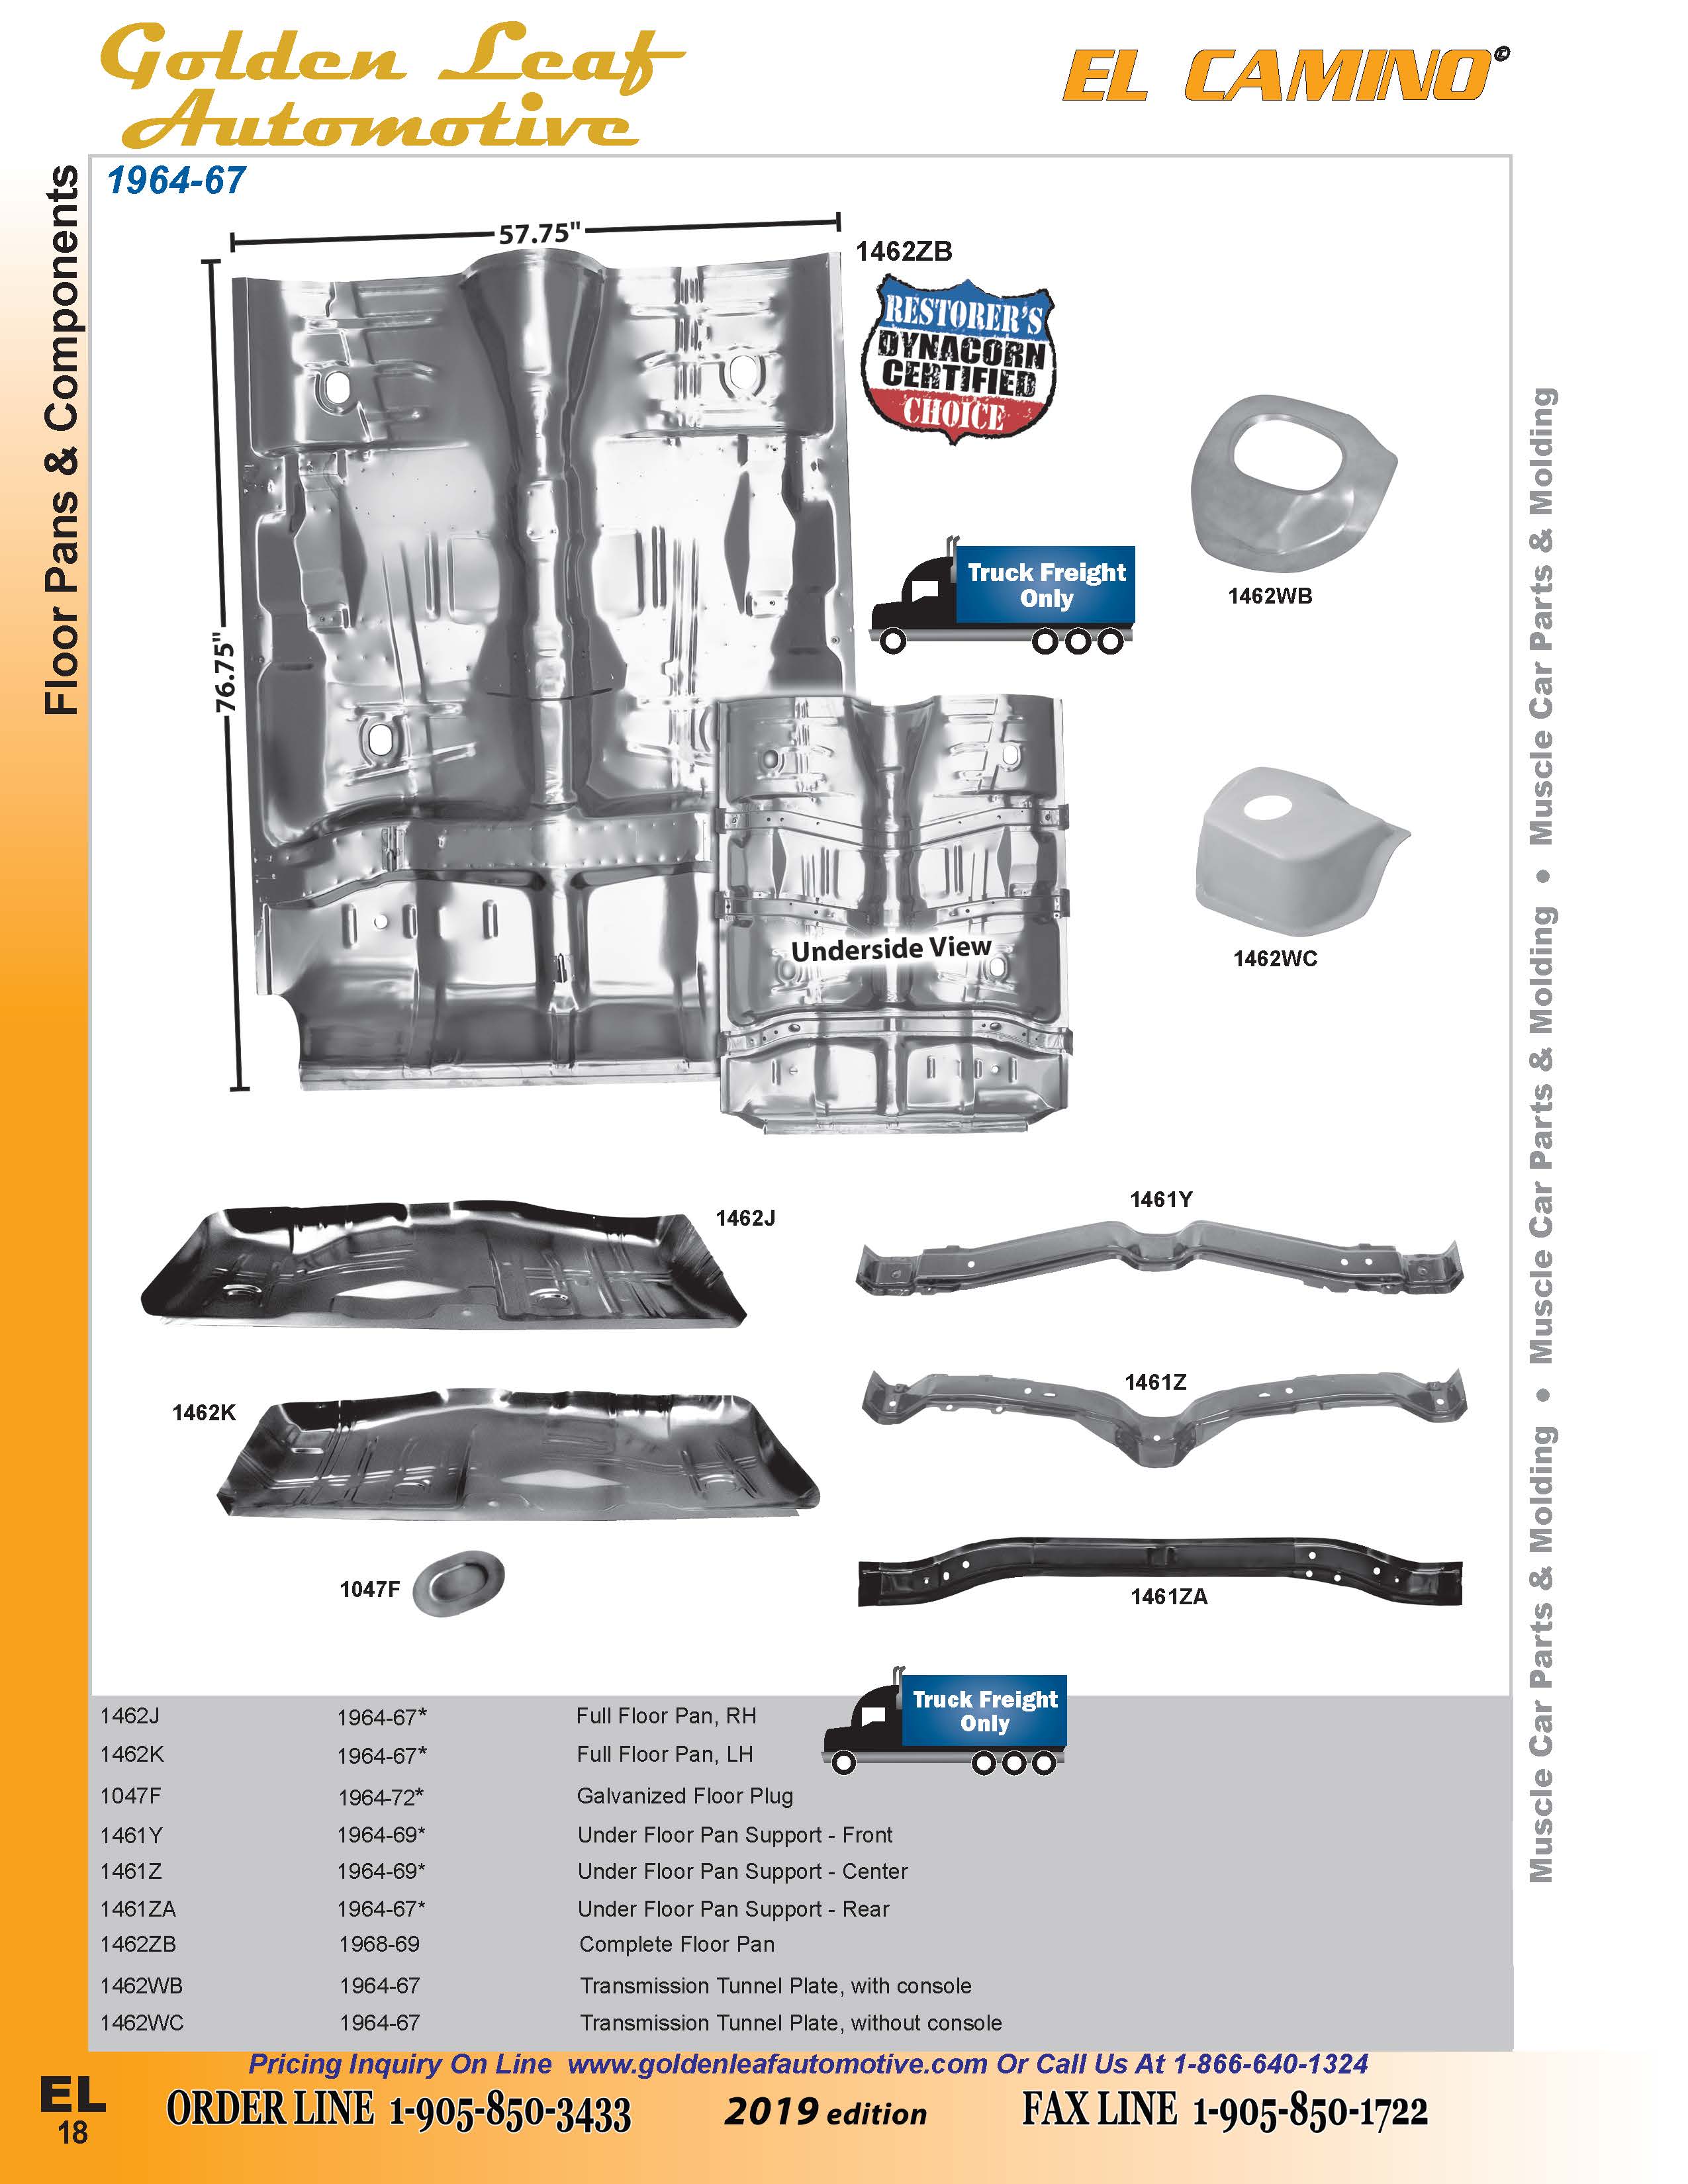 Golden Leaf
Automotive
EL CAMINO©
Floor Pans & Components
1964-67
57.75"
1462ZB
RESTORER'S
DYNACORN
CERTIFIED
CHOICE
Truck Freight
Only
1462WB
76.75"
Underside View
1462WC
1462J
1461Y
1462K
1461Z
1047F
1461ZA
Truck Freight
Only
1462J 1964-67* Full Floor Pan, RH
1462K 1964-67* Full Floor Pan, LH
1047F 1964-72* Galvanized Floor Plug
1461Y 1964-69* Under Floor Pan Support - Front
1461Z 1964-69* Under Floor Pan Support - Center
1461ZA 1964-67* Under Floor Pan Support - Rear
1462ZB 1968-69 Complete Floor Pan
1462WB 1964-67 Transmission Tunnel Plate, with console
1462WC 1964-67 Transmission Tunnel Plate, without console
Muscle Car Parts & Molding • Muscle Car Parts & Molding • Muscle Car Parts & Molding
Pricing Inquiry On Line www.goldenleafautomotive.com Or Call Us At 1-866-640-1324
EL
18
ORDER LINE 1-905-850-3433 2019 edition FAX LINE 1-905-850-1722